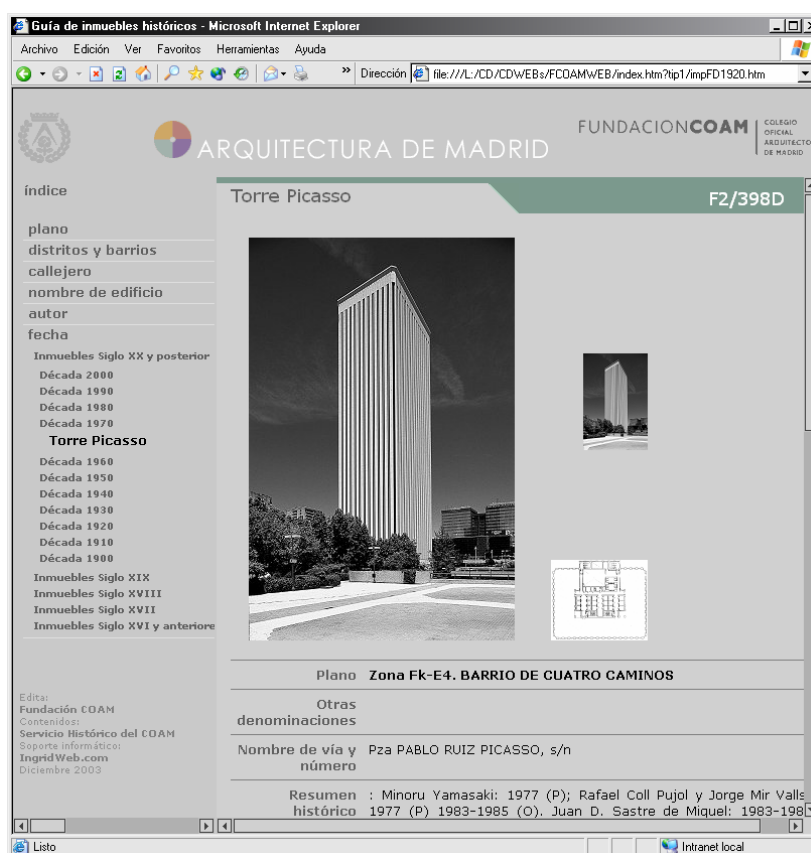 Guía de inmuebles históricos - Microsoft Internet Explorer
Archivo Edición Ver Favoritos Herramientas Ayuda
» Dirección file:///L:/CD/CDWEBs/FCOAMWEB/index.htm?tip1/impFD1920.htm
ARQUITECTURA DE MADRID
FUNDACIONCOAM
COLEGIO
OFICIAL
ARQUITECTO
DE MADRID
índice
plano
distritos y barrios
callejero
nombre de edificio
autor
fecha
Inmuebles Siglo XX y posterior
Década 2000
Década 1990
Década 1980
Década 1970
Torre Picasso
Década 1960
Década 1950
Década 1940
Década 1930
Década 1920
Década 1910
Década 1900
Inmuebles Siglo XIX
Inmuebles Siglo XVIII
Inmuebles Siglo XVII
Inmuebles Siglo XVI y anteriore
Edita:
Fundación COAM
Contenidos:
Servicio Histórico del COAM
Soporte informático:
IngridWeb.com
Diciembre 2003
Torre Picasso F2/398D
Plano Zona Fk-E4. BARRIO DE CUATRO CAMINOS
Otras
denominaciones
Nombre de vía y Pza PABLO RUIZ PICASSO, s/n
número
Resumen : Minoru Yamasaki: 1977 (P); Rafael Coll Pujol y Jorge Mir Valls
histórico 1977 (P) 1983-1985 (O). Juan D. Sastre de Miquel: 1983-198
Listo Intranet local